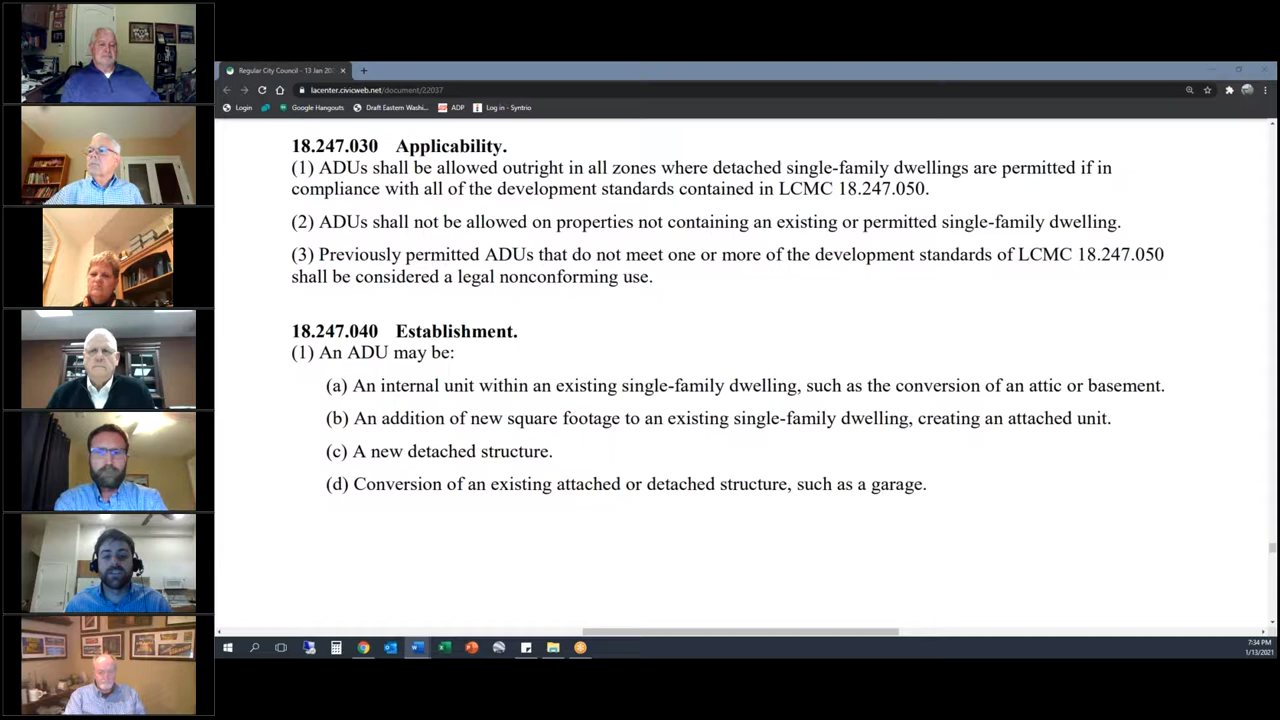 Regular City Council - 13 Jan 202
lacenter.civicweb.net/document/22037
Login
Google Hangouts
Draft Eastern Washi...
ADP
Log in - Syntrio
18.247.030 Applicability.
(1) ADUs shall be allowed outright in all zones where detached single-family dwellings are permitted if in
compliance with all of the development standards contained in LCMC 18.247.050.
(2) ADUs shall not be allowed on properties not containing an existing or permitted single-family dwelling.
(3) Previously permitted ADUs that do not meet one or more of the development standards of LCMC 18.247.050
shall be considered a legal nonconforming use.
18.247.040 Establishment.
(1) An ADU may be:
(a) An internal unit within an existing single-family dwelling, such as the conversion of an attic or basement.
(b) An addition of new square footage to an existing single-family dwelling, creating an attached unit.
(c) A new detached structure.
(d) Conversion of an existing attached or detached structure, such as a garage.
7:34 PM
1/13/2021